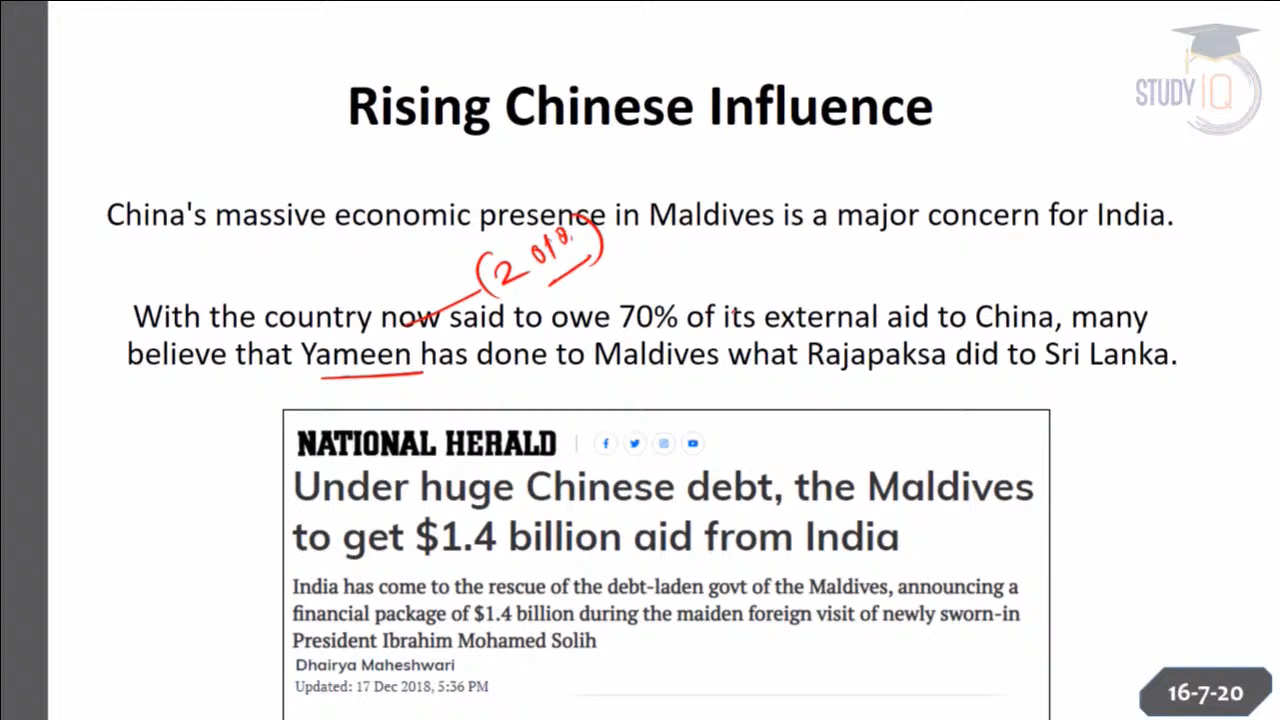 STUDY IQ
Rising Chinese Influence
China's massive economic presence in Maldives is a major concern for India.
(2018)
With the country now said to owe 70% of its external aid to China, many
believe that Yameen has done to Maldives what Rajapaksa did to Sri Lanka.
NATIONAL HERALD
Under huge Chinese debt, the Maldives
to get $1.4 billion aid from India
India has come to the rescue of the debt-laden govt of the Maldives, announcing a
financial package of $1.4 billion during the maiden foreign visit of newly sworn-in
President Ibrahim Mohamed Solih
Dhairya Maheshwari
Updated: 17 Dec 2018, 5:36 PM
16-7-20